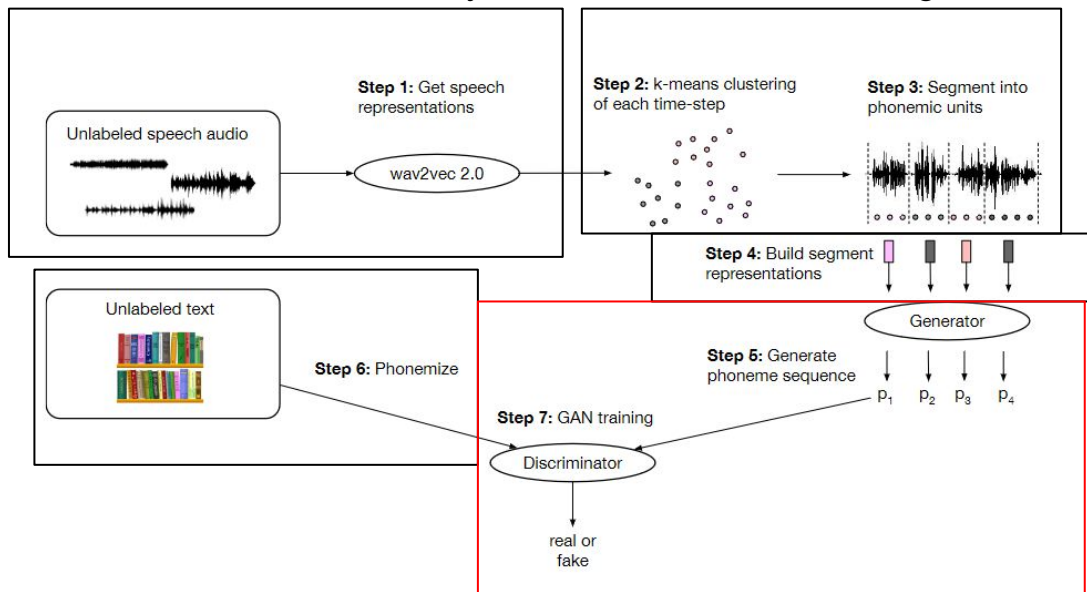 Step 1: Get speech
representations
Unlabeled speech audio
wav2vec 2.0
Step 2: k-means clustering
of each time-step
Step 3: Segment into
phonemic units
Step 4: Build segment
representations
Generator
Step 5: Generate
phoneme sequence
p1 p2 p3 p4
Unlabeled text
Step 6: Phonemize
Step 7: GAN training
Discriminator
real or
fake